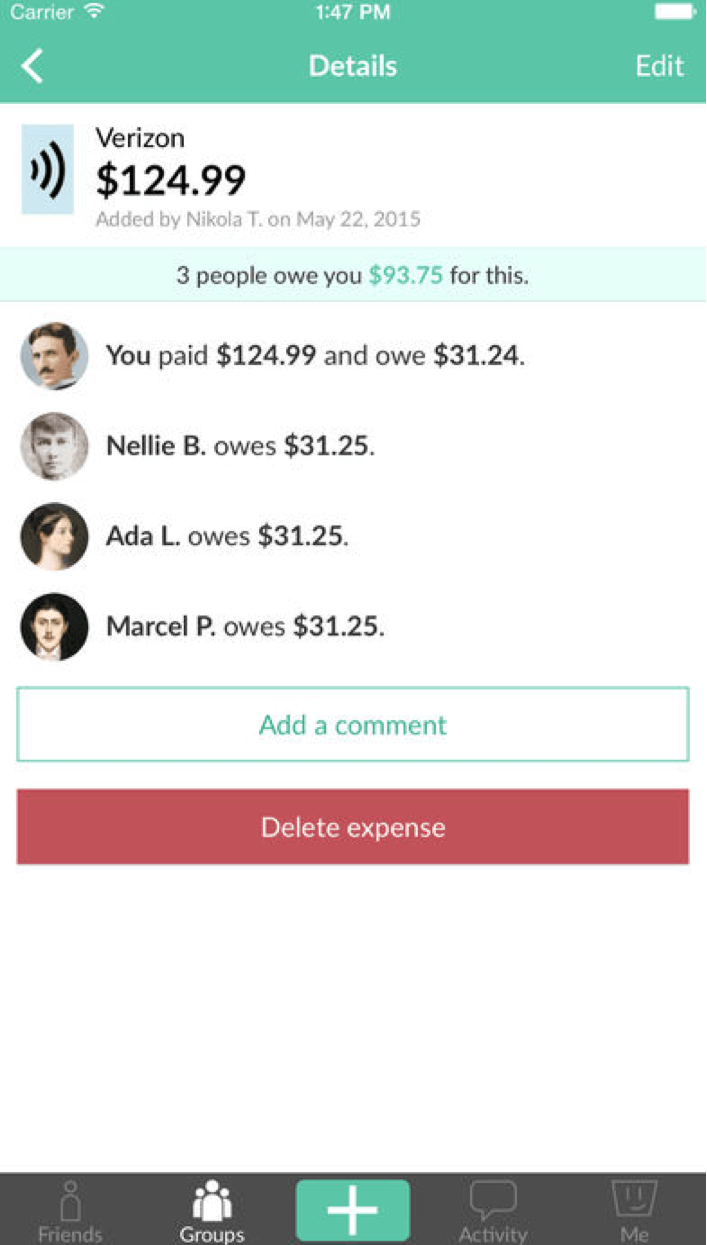 Carrier 1:47 PM
Details Edit
Verizon
$124.99
Added by Nikola T. on May 22, 2015
3 people owe you $93.75 for this.
You paid $124.99 and owe $31.24.
Nellie B. owes $31.25.
Ada L. owes $31.25.
Marcel P. owes $31.25.
Add a comment
Delete expense
Friends Groups Activity Me